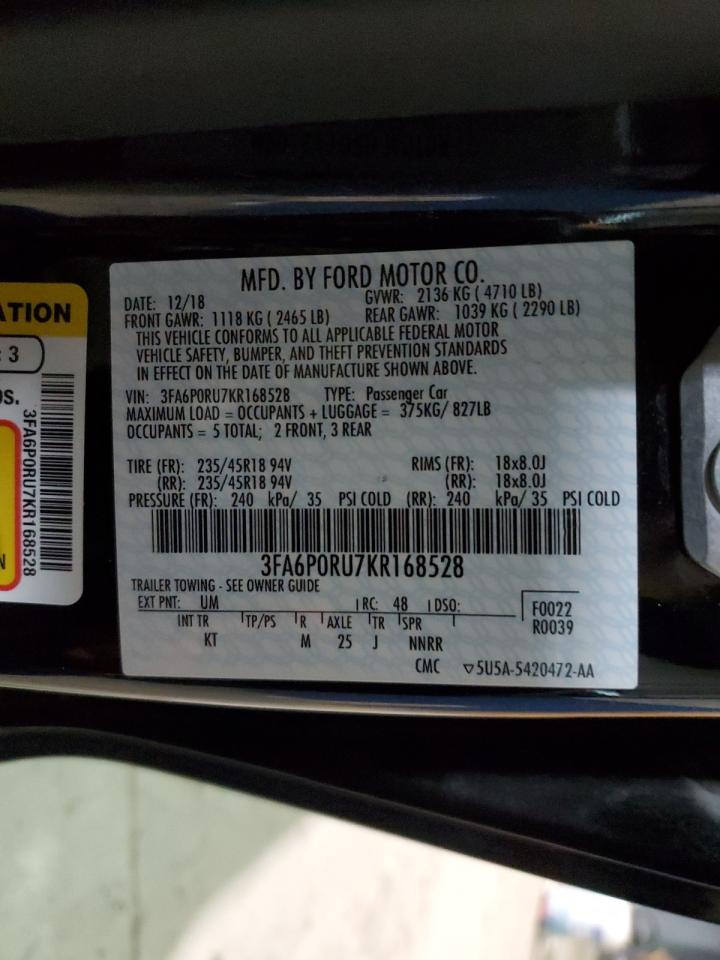 MFD. BY FORD MOTOR CO.
DATE: 12/18 GVWR: 2136 KG ( 4710 LB)
FRONT GAWR: 1118 KG ( 2465 LB) REAR GAWR: 1039 KG ( 2290 LB)
THIS VEHICLE CONFORMS TO ALL APPLICABLE FEDERAL MOTOR
VEHICLE SAFETY, BUMPER, AND THEFT PREVENTION STANDARDS
IN EFFECT ON THE DATE OF MANUFACTURE SHOWN ABOVE.
VIN: 3FA6P0RU7KR168528 TYPE: Passenger Car
MAXIMUM LOAD = OCCUPANTS + LUGGAGE = 375KG/ 827LB
OCCUPANTS = 5 TOTAL; 2 FRONT, 3 REAR
TIRE (FR): 235/45R18 94V RIMS (FR): 18x8.0J
(RR): 235/45R18 94V (RR): 18x8.0J
PRESSURE (FR): 240 kPa/ 35 PSI COLD (RR): 240 kPa/ 35 PSI COLD
3FA6P0RU7KR168528
TRAILER TOWING - SEE OWNER GUIDE
EXT PNT: UM RC: 48 DSO: F0022
INT TR TP/PS R AXLE TR SPR R0039
KT M 25 J NNRR
CMC ▽5U5A-5420472-AA
ATION
: 3
3FA6P0RU7KR168528